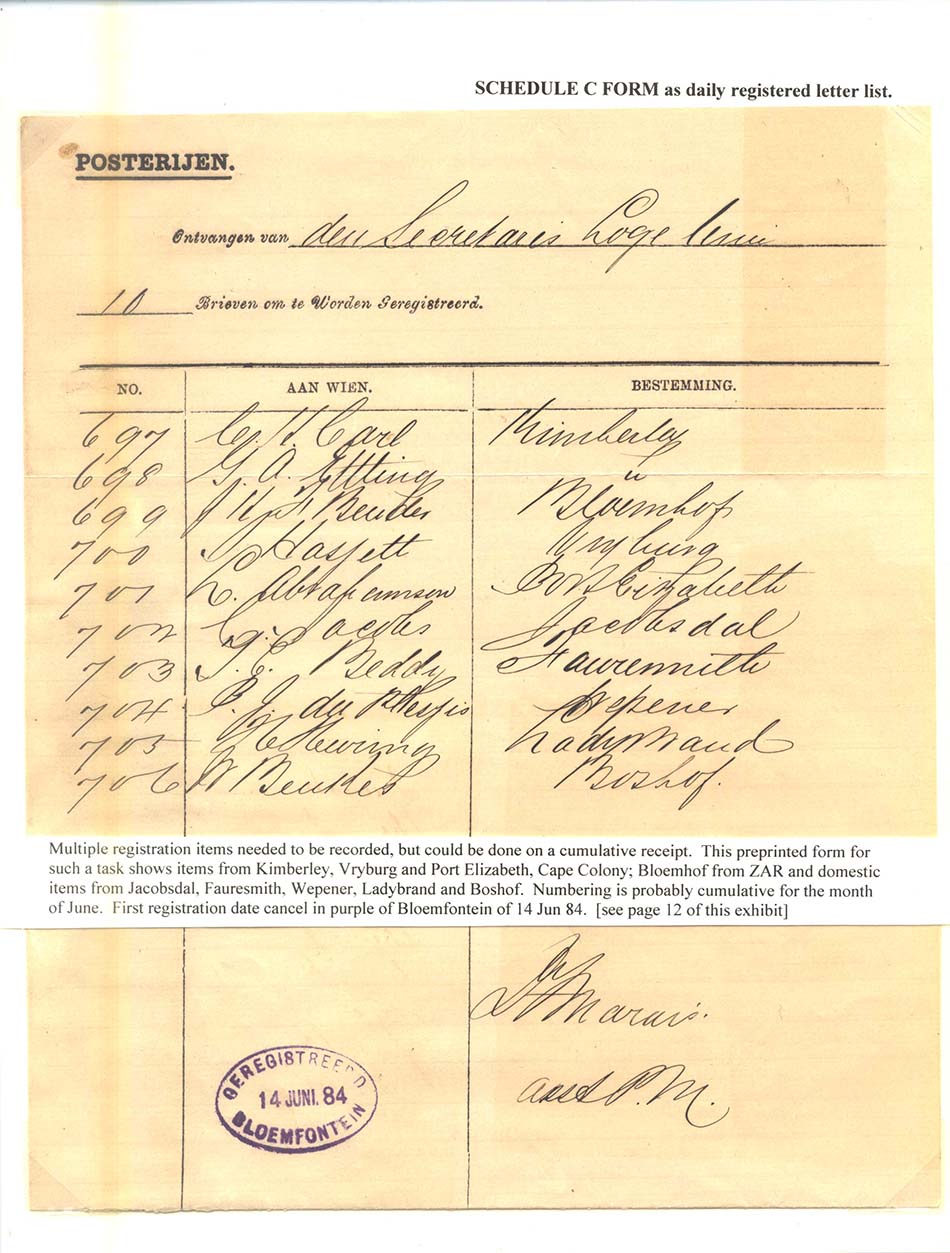 SCHEDULE C FORM as daily registered letter list.
POSTERIJEN.
Ontvangen van den Secretaris Loge
10 Brieven om te Worden Geregistreerd.
NO. AAN WIEN. BESTEMMING.
697 Carl Kimberley
698 G. A. Etting "
699 Bloemhof
700 Hassett Vryburg
701 L. Abrahamson Port Elizabeth
702 Jacobs Jacobsdal
703 T. E. Beddy Fauresmith
704 C. J. du Plessis Wepener
705 Ladybrand
706 W Beukes Boshof.
Multiple registration items needed to be recorded, but could be done on a cumulative receipt. This preprinted form for
such a task shows items from Kimberley, Vryburg and Port Elizabeth, Cape Colony; Bloemhof from ZAR and domestic
items from Jacobsdal, Fauresmith, Wepener, Ladybrand and Boshof. Numbering is probably cumulative for the month
of June. First registration date cancel in purple of Bloemfontein of 14 Jun 84. [see page 12 of this exhibit]
Marais.
asst P.M.
GEREGISTREERD
14 JUNI. 84
BLOEMFONTEIN